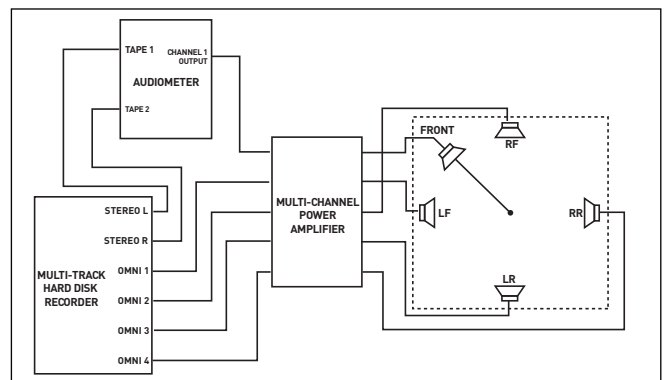 TAPE 1
CHANNEL 1
OUTPUT
AUDIOMETER
TAPE 2
FRONT
RF
MULTI-CHANNEL
POWER
AMPLIFIER
LF
RR
LR
STEREO L
STEREO R
MULTI-TRACK
HARD DISK
RECORDER
OMNI 1
OMNI 2
OMNI 3
OMNI 4